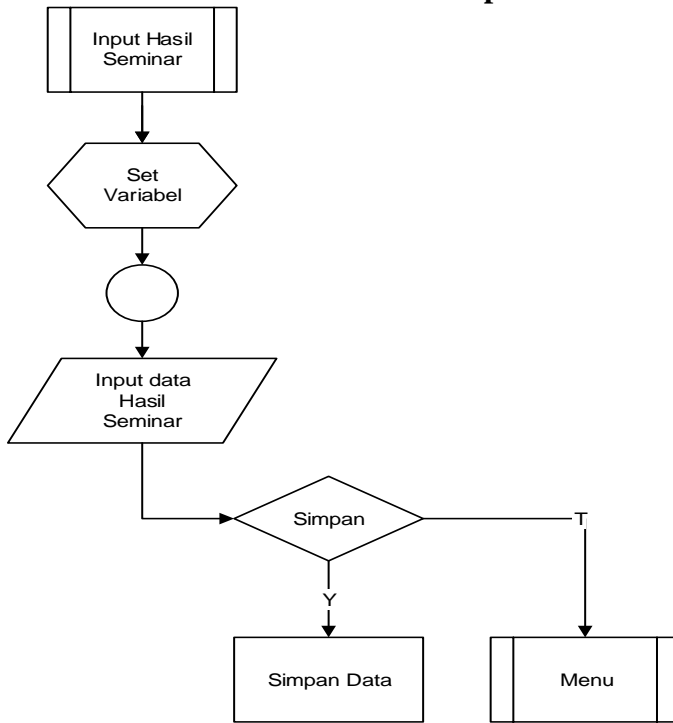 Input Hasil
Seminar
Set
Variabel
Input data
Hasil
Seminar
Simpan
T
Y
Simpan Data
Menu